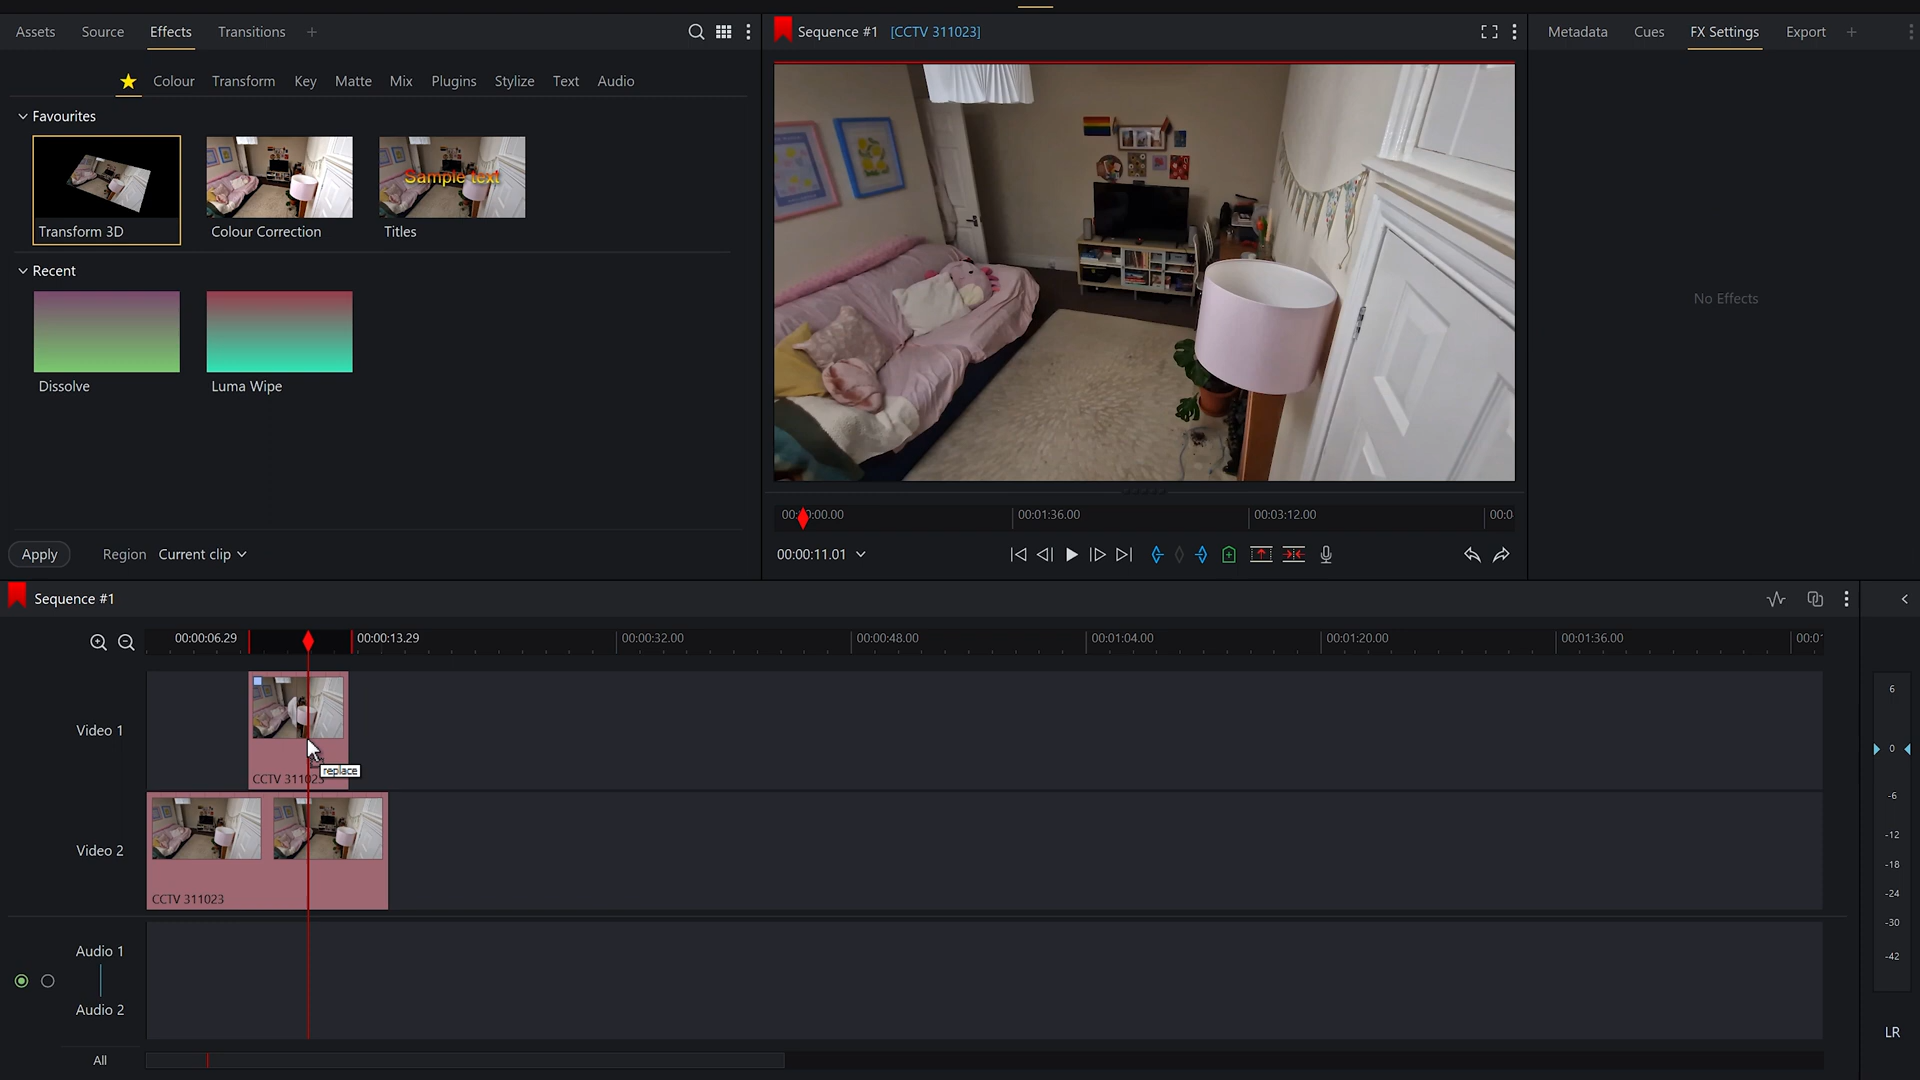 Assets Source Effects Transitions +
Sequence #1 [CCTV 311023]
Metadata Cues FX Settings Export +
Colour Transform Key Matte Mix Plugins Stylize Text Audio
Favourites
Sample text
Transform 3D Colour Correction Titles
Recent
Dissolve Luma Wipe
No Effects
00:01:36.00 00:03:12.00 00:0
Apply Region Current clip
00:00:11.01
Sequence #1
00:00:06.29 00:00:13.29 00:00:32.00 00:00:48.00 00:01:04.00 00:01:20.00 00:01:36.00
Video 1
replace
CCTV 311023
Video 2
CCTV 311023
Audio 1
Audio 2
All
6
0
-6
-12
-18
-24
-30
-42
LR